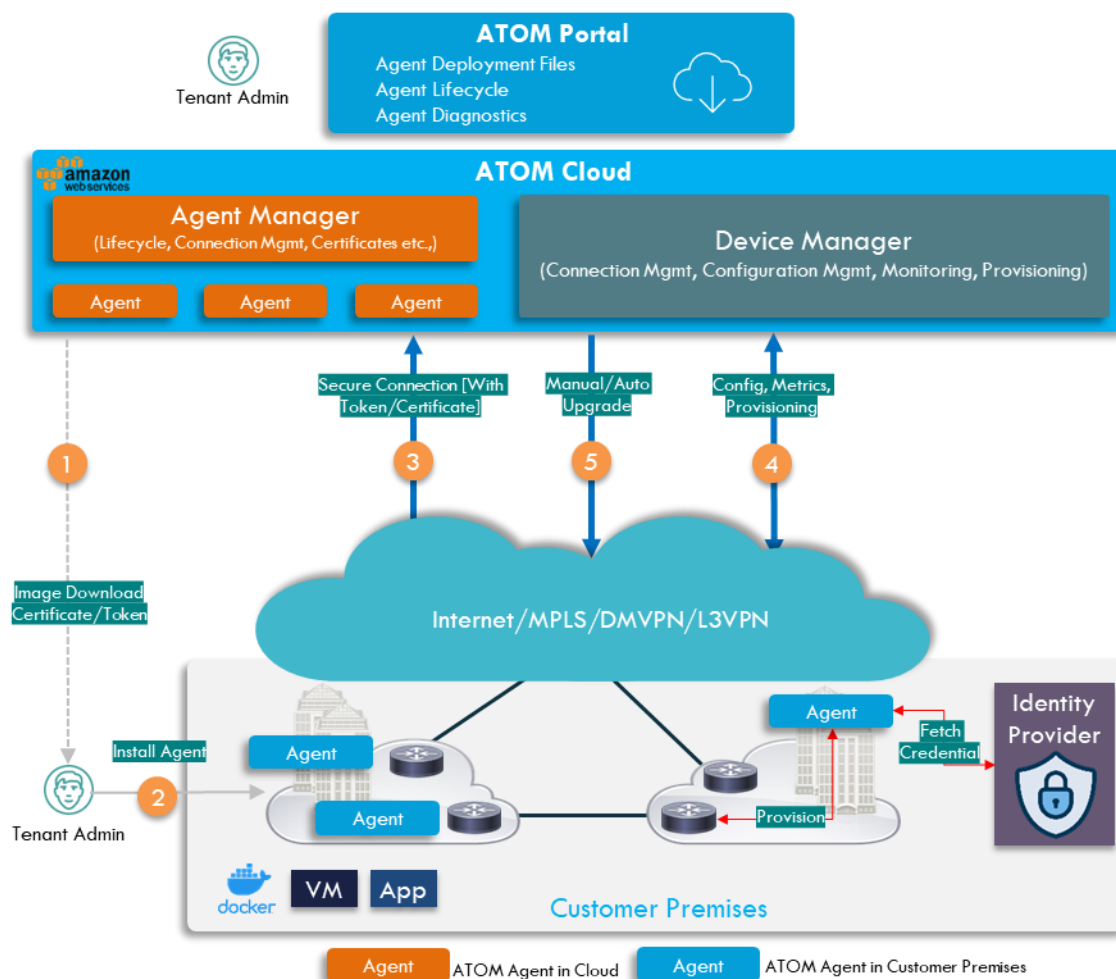 ATOM Portal
Agent Deployment Files
Agent Lifecycle
Agent Diagnostics
Tenant Admin
amazon
webservices
ATOM Cloud
Agent Manager
(Lifecycle, Connection Mgmt, Certificates etc.,)
Agent
Agent
Agent
Device Manager
(Connection Mgmt, Configuration Mgmt, Monitoring, Provisioning)
Secure Connection [With
Token/Certificate]
Manual/Auto
Upgrade
Config, Metrics,
Provisioning
1
3
5
4
Image Download
Certificate/Token
Internet/MPLS/DMVPN/L3VPN
Install Agent
2
Tenant Admin
Agent
Agent
Agent
Fetch
Credential
Provision
Identity
Provider
docker
VM
App
Customer Premises
Agent
ATOM Agent in Cloud
Agent
ATOM Agent in Customer Premises